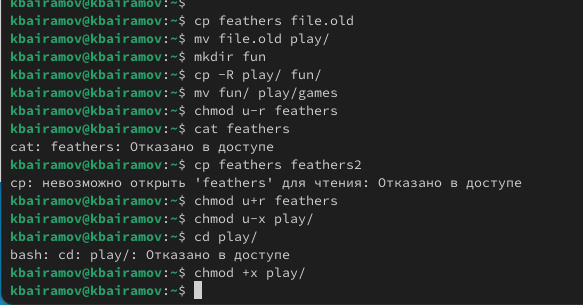 kbairamov@kbairamov:~$
kbairamov@kbairamov:~$ cp feathers file.old
kbairamov@kbairamov:~$ mv file.old play/
kbairamov@kbairamov:~$ mkdir fun
kbairamov@kbairamov:~$ cp -R play/ fun/
kbairamov@kbairamov:~$ mv fun/ play/games
kbairamov@kbairamov:~$ chmod u-r feathers
kbairamov@kbairamov:~$ cat feathers
cat: feathers: Отказано в доступе
kbairamov@kbairamov:~$ cp feathers feathers2
cp: невозможно открыть 'feathers' для чтения: Отказано в доступе
kbairamov@kbairamov:~$ chmod u+r feathers
kbairamov@kbairamov:~$ chmod u-x play/
kbairamov@kbairamov:~$ cd play/
bash: cd: play/: Отказано в доступе
kbairamov@kbairamov:~$ chmod +x play/
kbairamov@kbairamov:~$